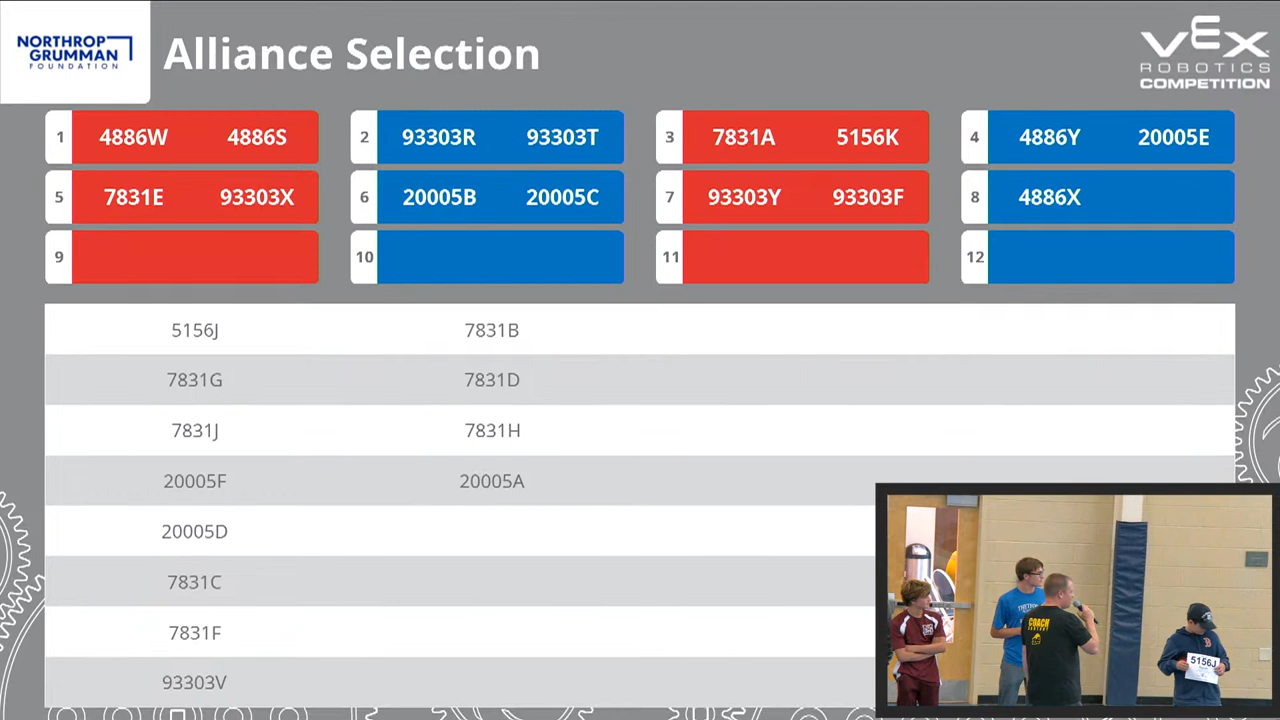 NORTHROP
GRUMMAN
FOUNDATION
Alliance Selection
VEX
ROBOTICS
COMPETITION
1 4886W 4886S
2 93303R 93303T
3 7831A 5156K
4 4886Y 20005E
5 7831E 93303X
6 20005B 20005C
7 93303Y 93303F
8 4886X
9
10
11
12
5156J 7831B
7831G 7831D
7831J 7831H
20005F 20005A
20005D
7831C
7831F
93303V
COACH
5156J